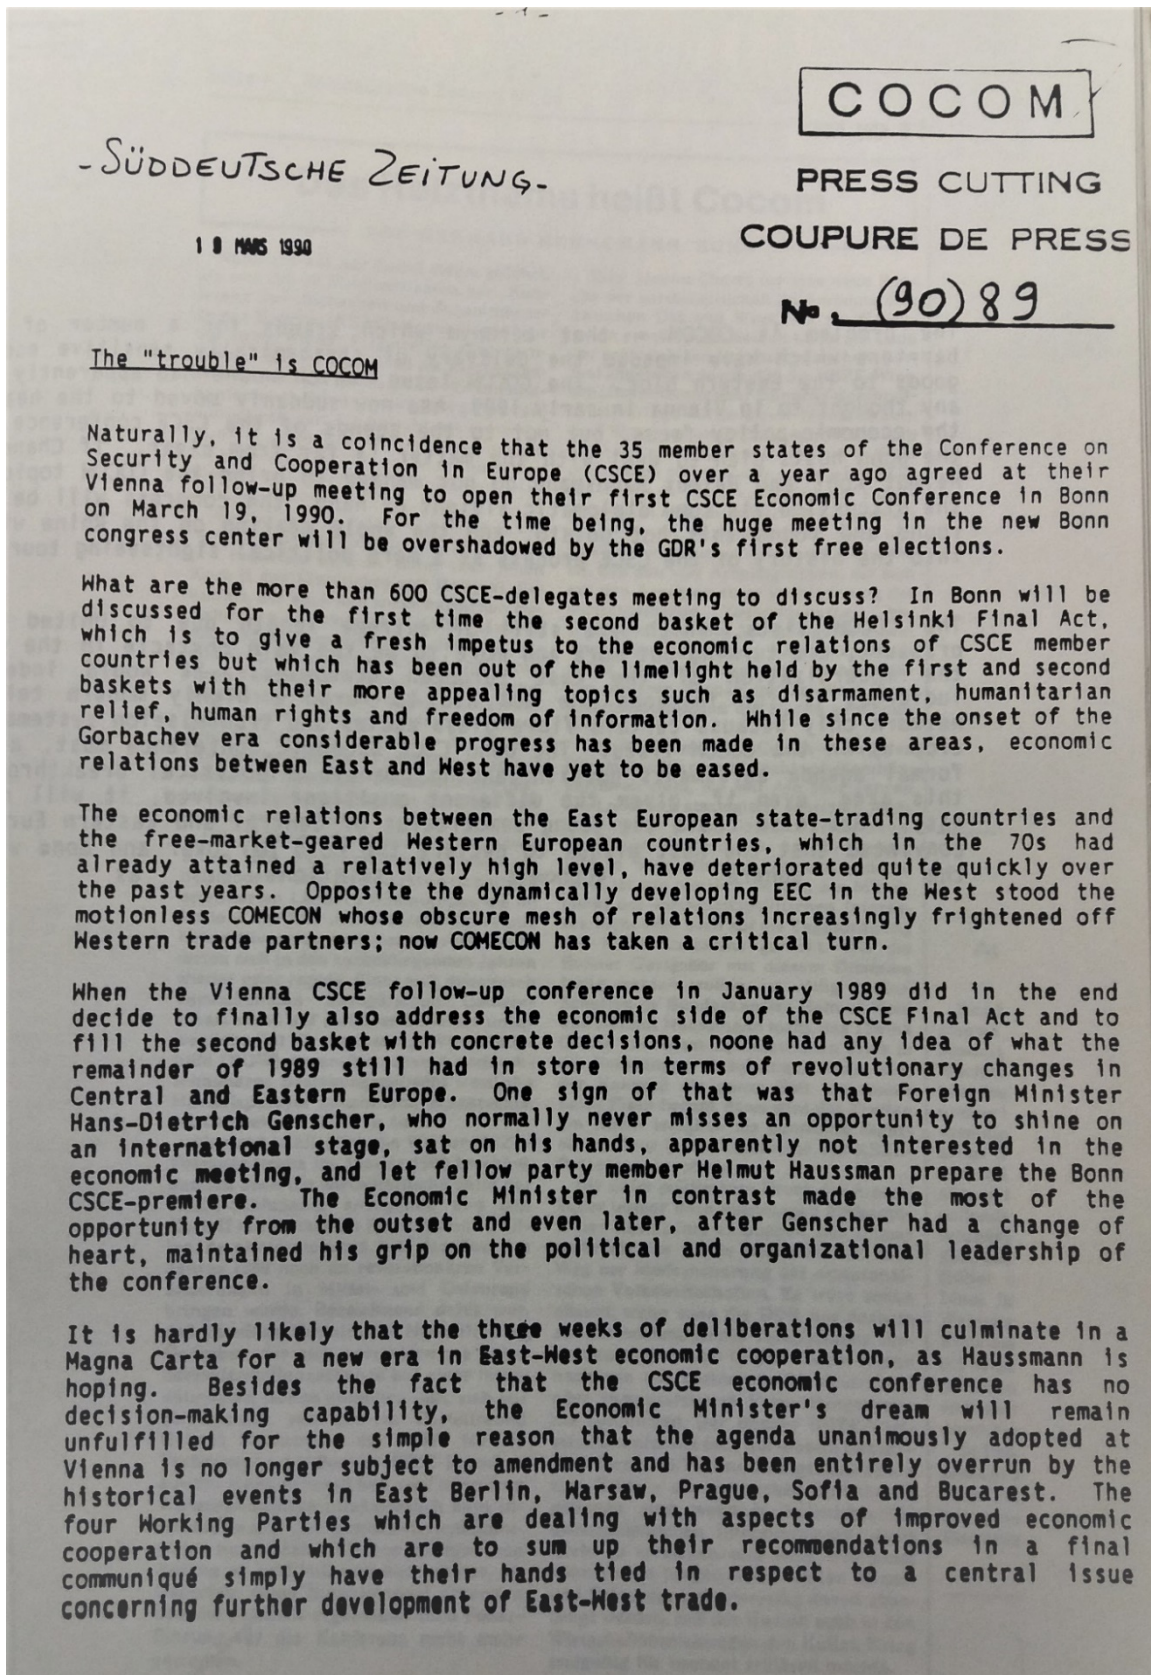 - 1 -
COCOM
- SÜDDEUTSCHE ZEITUNG -
PRESS CUTTING
COUPURE DE PRESS
MARS 1990
No. (90) 89
The "trouble" is COCOM
Naturally, it is a coincidence that the 35 member states of the Conference on
Security and Cooperation in Europe (CSCE) over a year ago agreed at their
Vienna follow-up meeting to open their first CSCE Economic Conference in Bonn
on March 19, 1990. For the time being, the huge meeting in the new Bonn
congress center will be overshadowed by the GDR's first free elections.
What are the more than 600 CSCE-delegates meeting to discuss? In Bonn will be
discussed for the first time the second basket of the Helsinki Final Act,
which is to give a fresh impetus to the economic relations of CSCE member
countries but which has been out of the limelight held by the first and second
baskets with their more appealing topics such as disarmament, humanitarian
relief, human rights and freedom of information. While since the onset of the
Gorbachev era considerable progress has been made in these areas, economic
relations between East and West have yet to be eased.
The economic relations between the East European state-trading countries and
the free-market-geared Western European countries, which in the 70s had
already attained a relatively high level, have deteriorated quite quickly over
the past years. Opposite the dynamically developing EEC in the West stood the
motionless COMECON whose obscure mesh of relations increasingly frightened off
Western trade partners; now COMECON has taken a critical turn.
When the Vienna CSCE follow-up conference in January 1989 did in the end
decide to finally also address the economic side of the CSCE Final Act and to
fill the second basket with concrete decisions, noone had any idea of what the
remainder of 1989 still had in store in terms of revolutionary changes in
Central and Eastern Europe. One sign of that was that Foreign Minister
Hans-Dietrich Genscher, who normally never misses an opportunity to shine on
an international stage, sat on his hands, apparently not interested in the
economic meeting, and let fellow party member Helmut Haussman prepare the Bonn
CSCE-premiere. The Economic Minister in contrast made the most of the
opportunity from the outset and even later, after Genscher had a change of
heart, maintained his grip on the political and organizational leadership of
the conference.
It is hardly likely that the three weeks of deliberations will culminate in a
Magna Carta for a new era in East-West economic cooperation, as Haussmann is
hoping. Besides the fact that the CSCE economic conference has no
decision-making capability, the Economic Minister's dream will remain
unfulfilled for the simple reason that the agenda unanimously adopted at
Vienna is no longer subject to amendment and has been entirely overrun by the
historical events in East Berlin, Warsaw, Prague, Sofia and Bucarest. The
four Working Parties which are dealing with aspects of improved economic
cooperation and which are to sum up their recommendations in a final
communiqué simply have their hands tied in respect to a central issue
concerning further development of East-West trade.